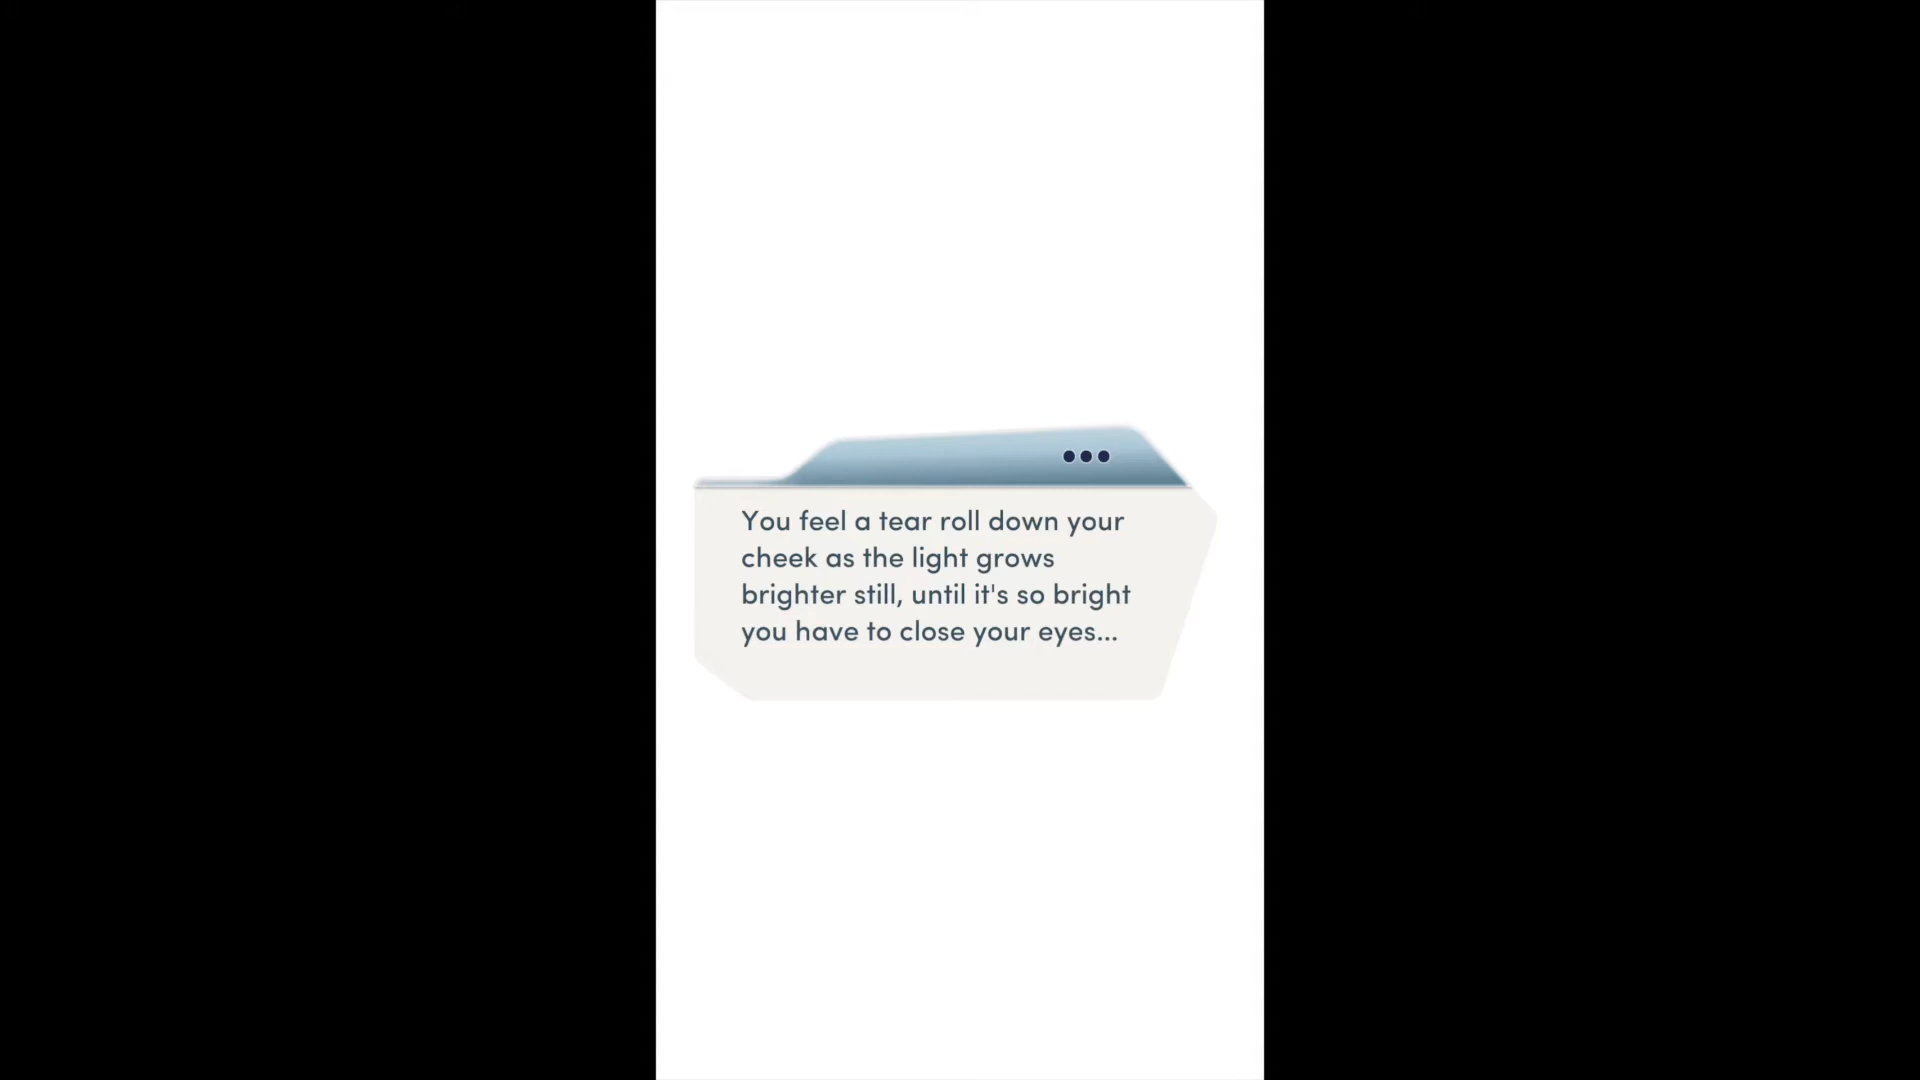 You feel a tear roll down your
cheek as the light grows
brighter still, until it's so bright
you have to close your eyes...